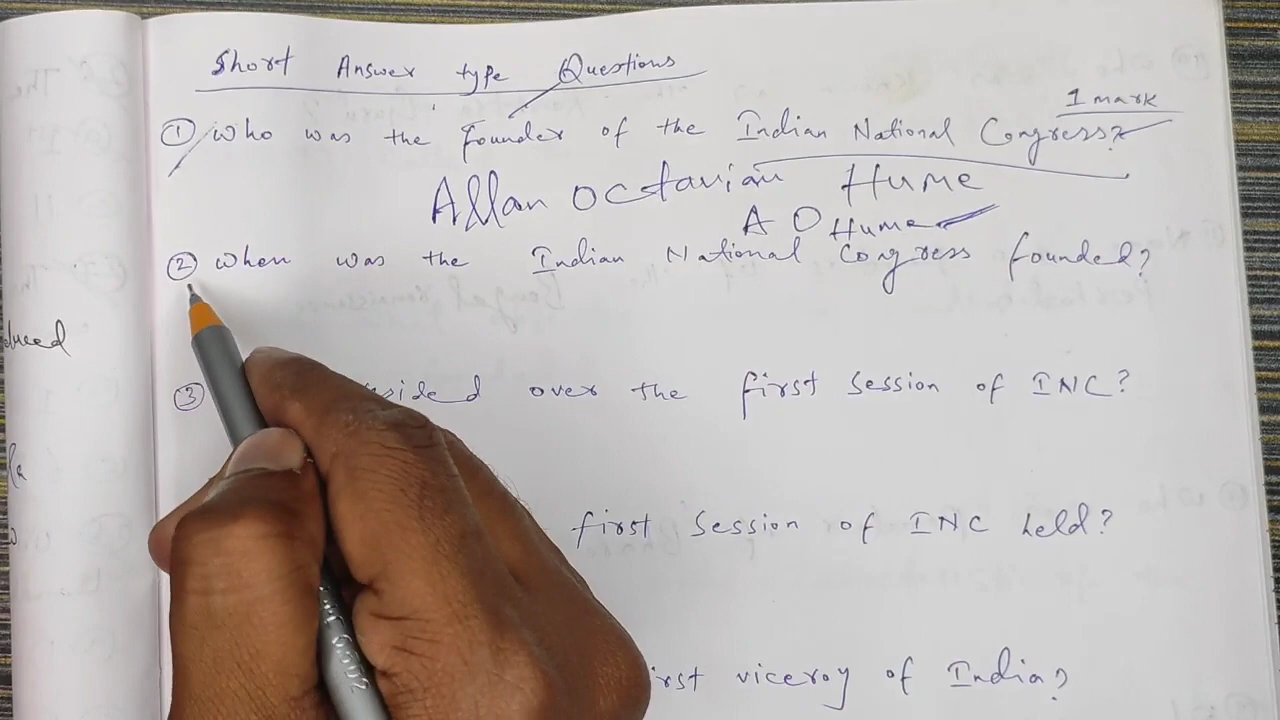 Short Answer type Questions
1 mark
① Who was the Founder of the Indian National Congress?
Allan Octavian Hume
A O Hume
② When was the Indian National Congress founded?
③ over the first Session of INC?
first Session of INC held?
viceroy of India?